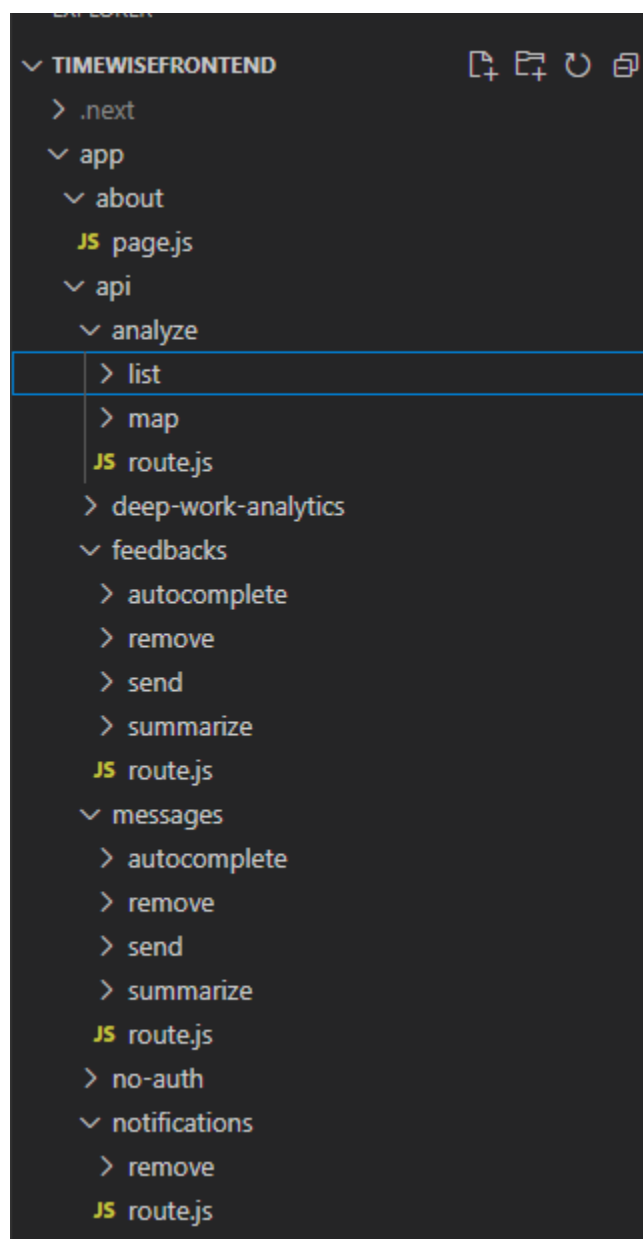 EXPLORER
TIMEWISEFRONTEND
.next
app
about
JS page.js
api
analyze
list
map
JS route.js
deep-work-analytics
feedbacks
autocomplete
remove
send
summarize
JS route.js
messages
autocomplete
remove
send
summarize
JS route.js
no-auth
notifications
remove
JS route.js